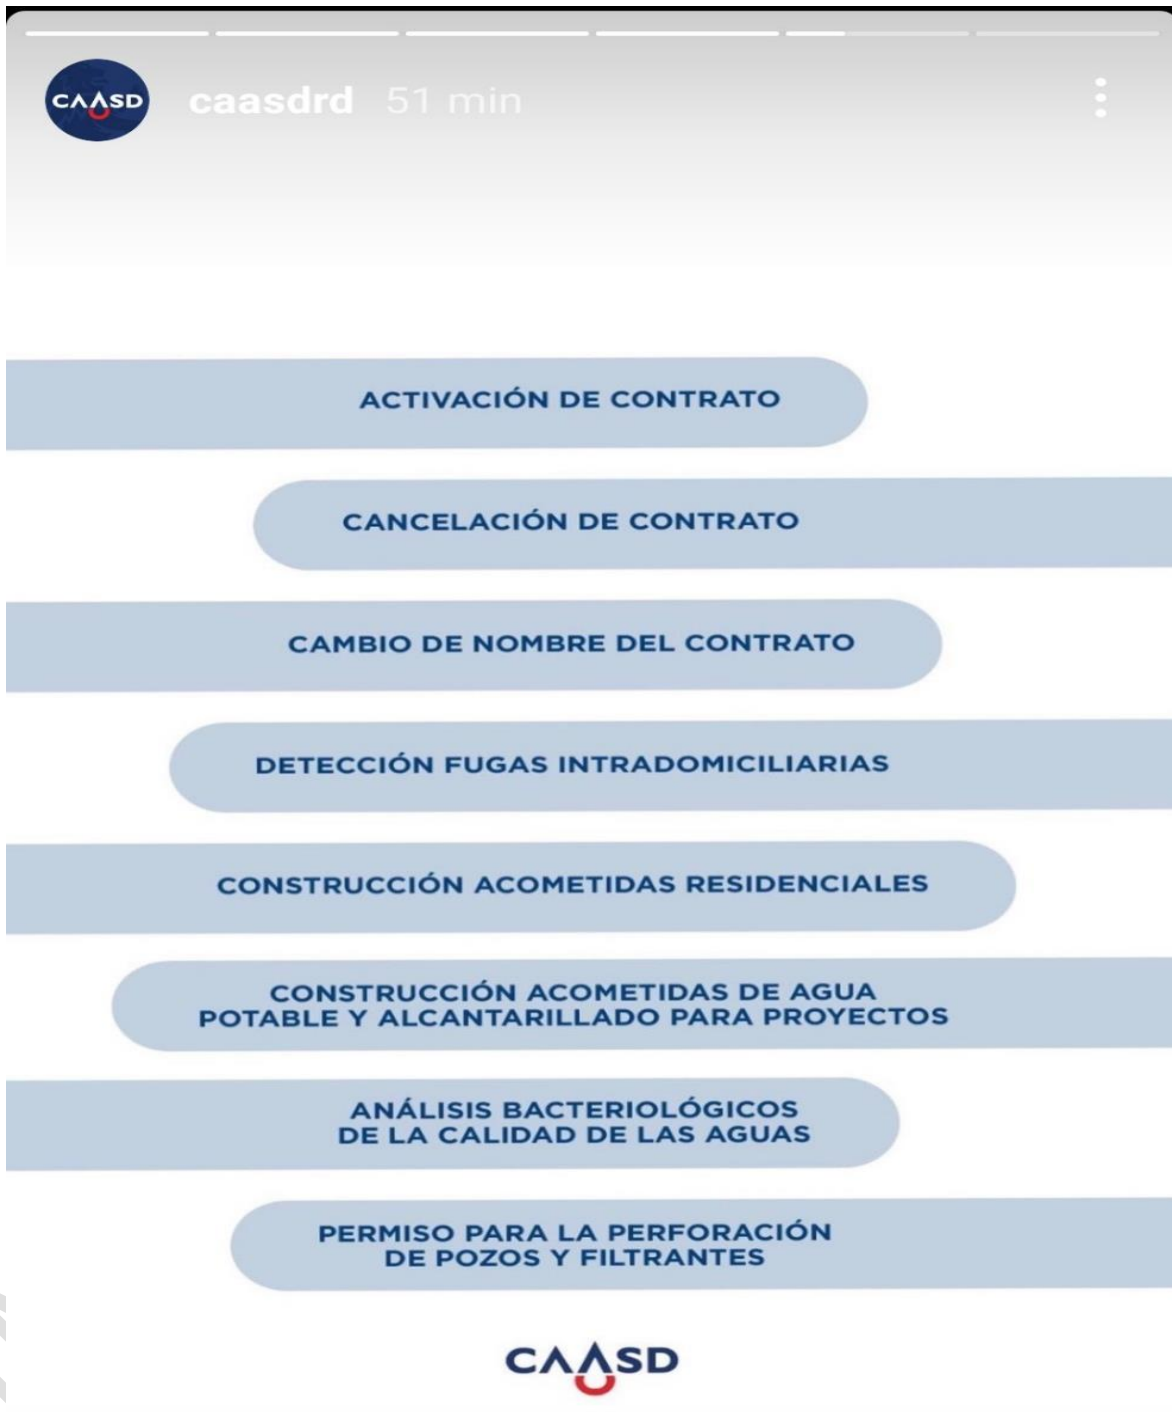 CAASD
caasdrd 51 min
ACTIVACIÓN DE CONTRATO
CANCELACIÓN DE CONTRATO
CAMBIO DE NOMBRE DEL CONTRATO
DETECCIÓN FUGAS INTRADOMICILIARIAS
CONSTRUCCIÓN ACOMETIDAS RESIDENCIALES
CONSTRUCCIÓN ACOMETIDAS DE AGUA
POTABLE Y ALCANTARILLADO PARA PROYECTOS
ANÁLISIS BACTERIOLÓGICOS
DE LA CALIDAD DE LAS AGUAS
PERMISO PARA LA PERFORACIÓN
DE POZOS Y FILTRANTES
CAASD